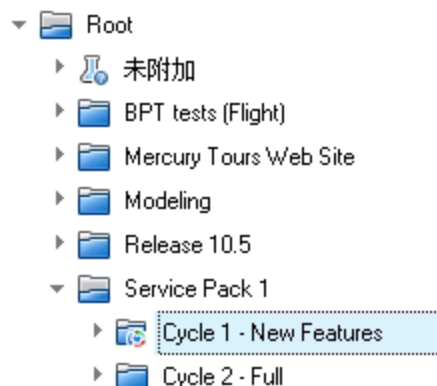 Root
未附加
BPT tests (Flight)
Mercury Tours Web Site
Modeling
Release 10.5
Service Pack 1
Cycle 1 - New Features
Cycle 2 - Full